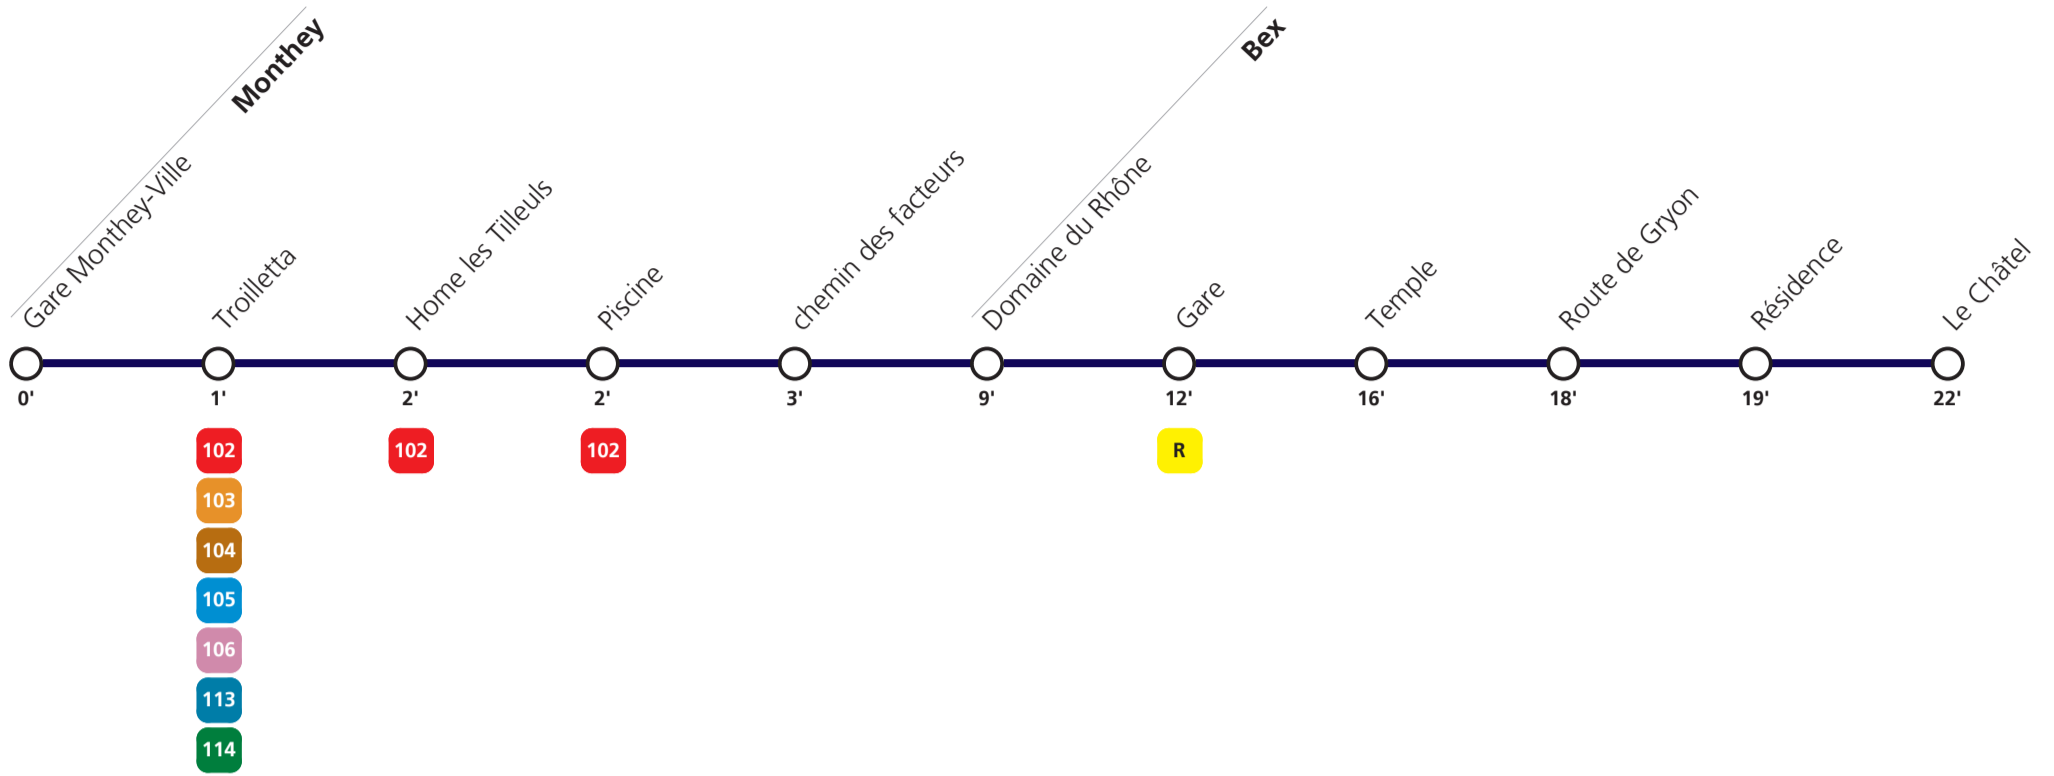 Monthey
Bex
Gare Monthey-Ville
Troilletta
Home les Tilleuls
Piscine
chemin des facteurs
Domaine du Rhône
Gare
Temple
Route de Gryon
Résidence
Le Châtel
0' 1' 2' 2' 3' 9' 12' 16' 18' 19' 22'
102 102 102 R
103
104
105
106
113
114